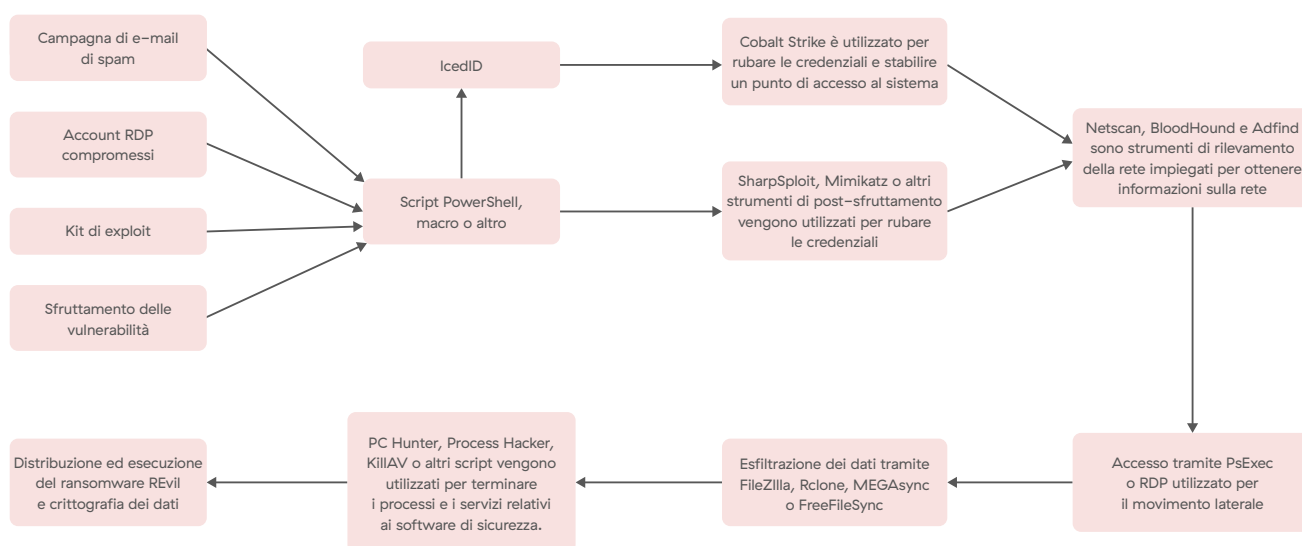 Campagna di e-mail
di spam
Account RDP
compromessi
Kit di exploit
Sfruttamento delle
vulnerabilità
Script PowerShell,
macro o altro
IcedID
Cobalt Strike è utilizzato per
rubare le credenziali e stabilire
un punto di accesso al sistema
SharpSploit, Mimikatz o altri
strumenti di post-sfruttamento
vengono utilizzati per rubare
le credenziali
Netscan, BloodHound e Adfind
sono strumenti di rilevamento
della rete impiegati per ottenere
informazioni sulla rete
Accesso tramite PsExec
o RDP utilizzato per
il movimento laterale
Esfiltrazione dei dati tramite
FileZIlla, Rclone, MEGAsync
o FreeFileSync
PC Hunter, Process Hacker,
KillAV o altri script vengono
utilizzati per terminare
i processi e i servizi relativi
ai software di sicurezza.
Distribuzione ed esecuzione
del ransomware REvil
e crittografia dei dati